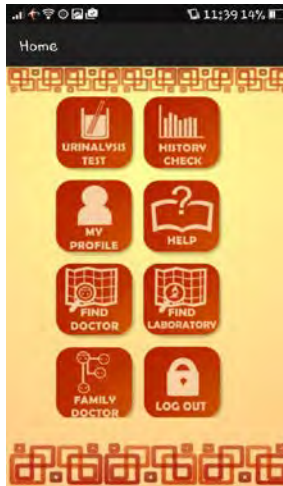 11:39 14%
Home
URINALYSIS
TEST
HISTORY
CHECK
MY
PROFILE
HELP
FIND
DOCTOR
FIND
LABORATORY
FAMILY
DOCTOR
LOG OUT